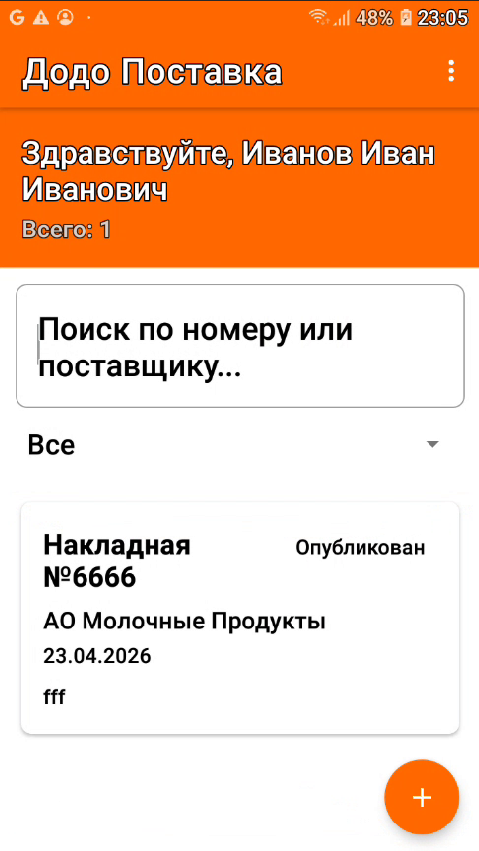 G 48% 23:05
Додо Поставка
Здравствуйте, Иванов Иван
Иванович
Всего: 1
Поиск по номеру или
поставщику...
Все
Накладная
№6666
Опубликован
АО Молочные Продукты
23.04.2026
fff
+